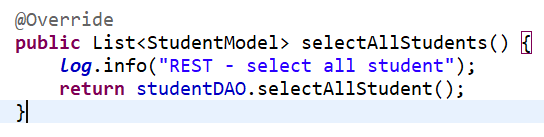 @Override
public List<StudentModel> selectAllStudents() {
    log.info("REST - select all student");
    return studentDAO.selectAllStudent();
}